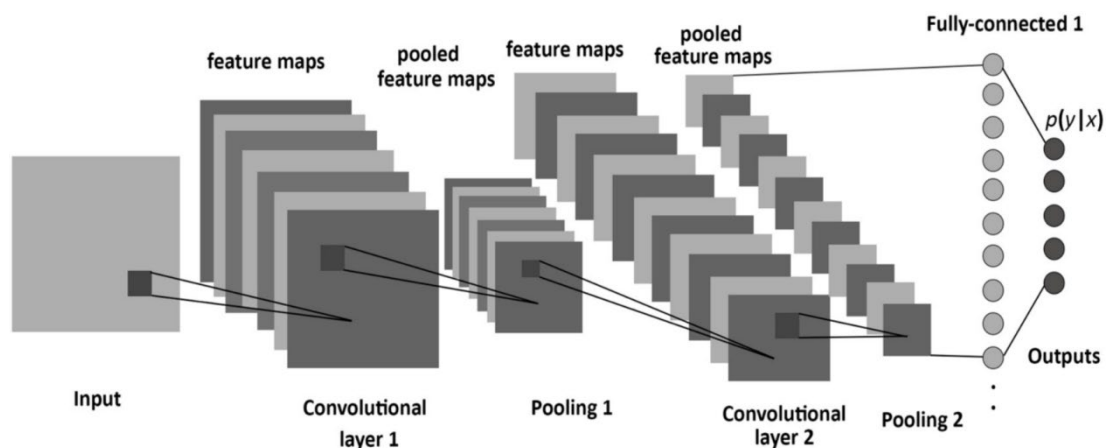 Fully-connected 1
feature maps
pooled
feature maps
feature maps
pooled
feature maps
p(y|x)
Input
Convolutional
layer 1
Pooling 1
Convolutional
layer 2
Pooling 2
Outputs